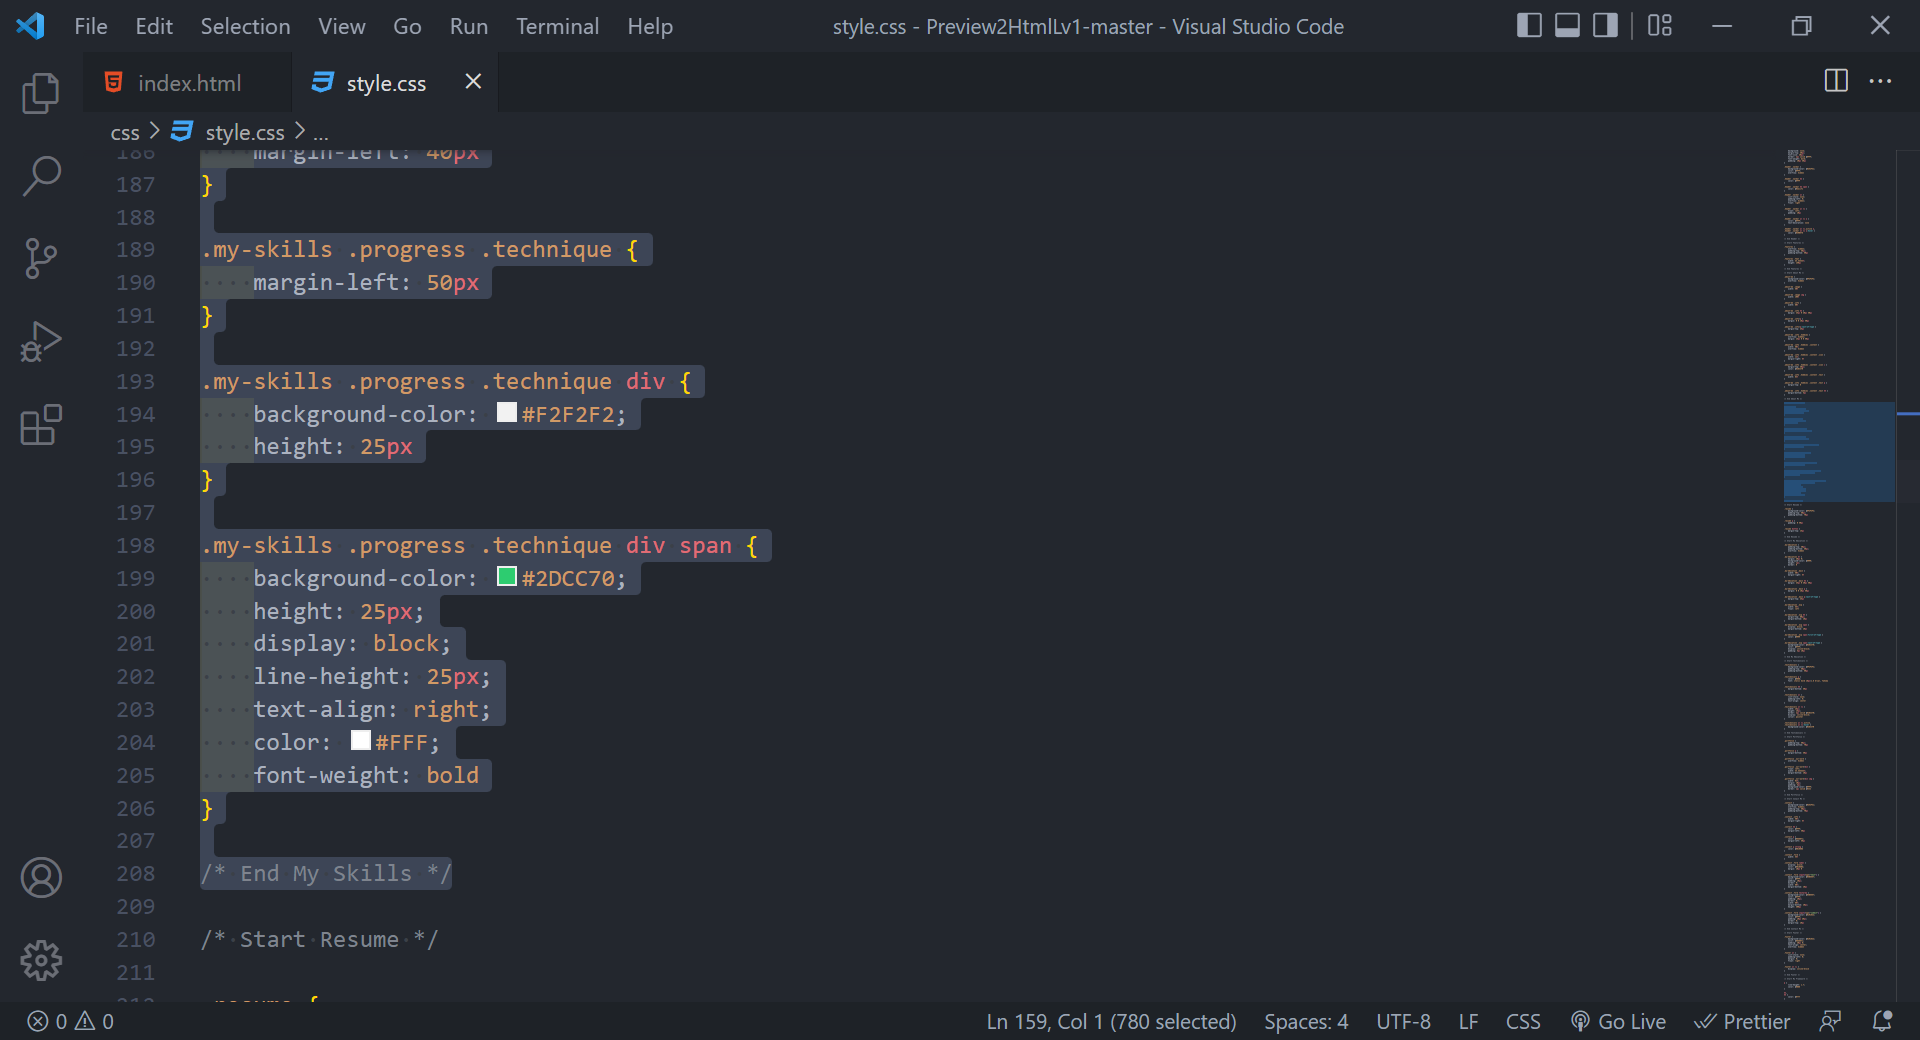 File Edit Selection View Go Run Terminal Help
style.css - Preview2HtmlLv1-master - Visual Studio Code
index.html
style.css
css > style.css > ...
186 margin-left: 40px
187 }
188
189 .my-skills .progress .technique {
190 margin-left: 50px
191 }
192
193 .my-skills .progress .technique div {
194 background-color: #F2F2F2;
195 height: 25px
196 }
197
198 .my-skills .progress .technique div span {
199 background-color: #2DCC70;
200 height: 25px;
201 display: block;
202 line-height: 25px;
203 text-align: right;
204 color: #FFF;
205 font-weight: bold
206 }
207
208 /* End My Skills */
209
210 /* Start Resume */
211
0 0 Ln 159, Col 1 (780 selected) Spaces: 4 UTF-8 LF CSS Go Live Prettier